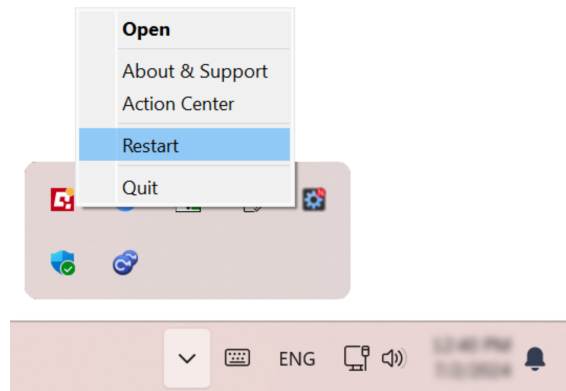 Open
About & Support
Action Center
Restart
Quit
ENG